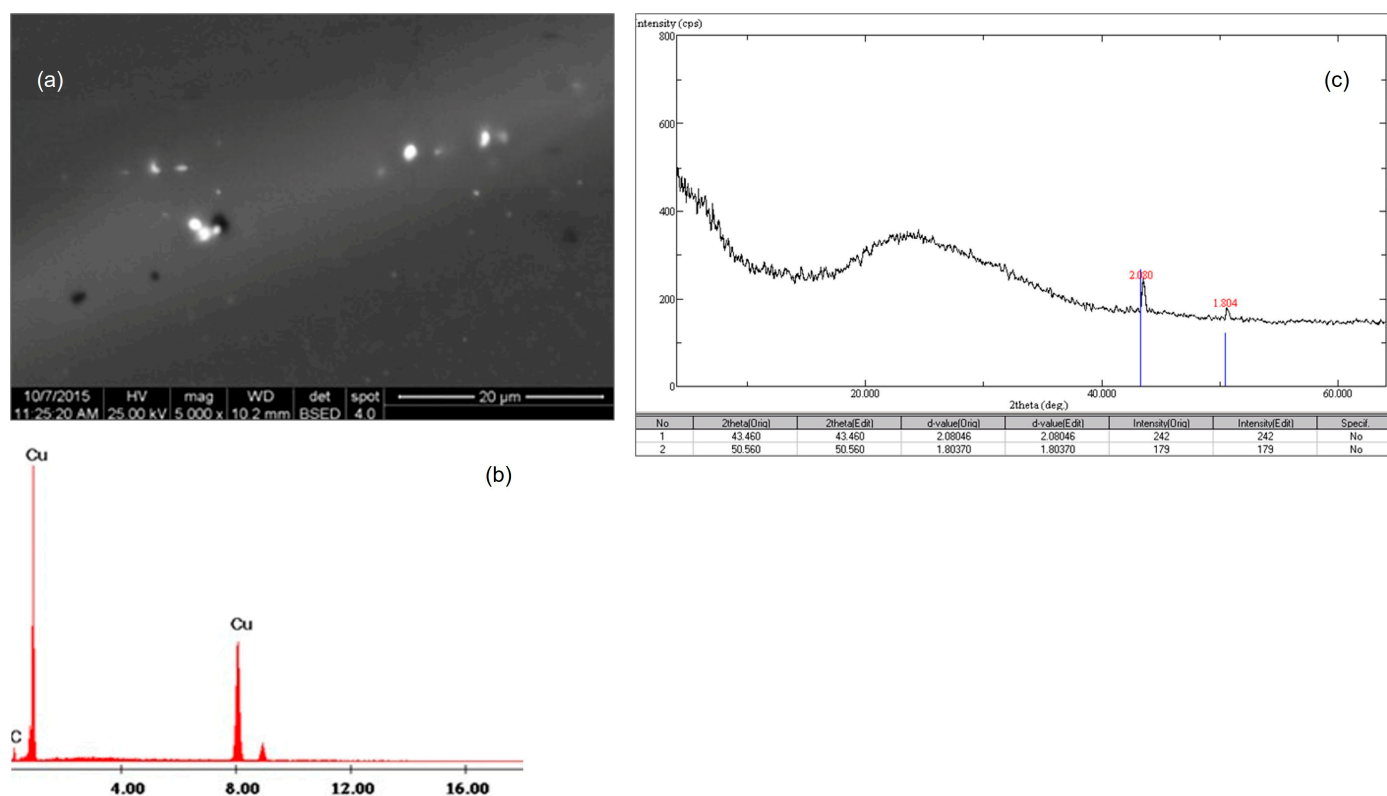 (a)
10/7/2015 HV mag WD det spot
11:25:20 AM 25.00 kV 5 000 x 10.2 mm BSED 4.0
20 µm
Cu
(b)
Cu
C
4.00 8.00 12.00 16.00
ntensity (cps)
800
(c)
600
400
2.080
1.804
200
0
20.000 40.000 60.000
2theta (deg.)
No 2theta(Orig) 2theta(Edit) d-value(Orig) d-value(Edit) Intensity(Orig) Intensity(Edit) Specif.
1 43.460 43.460 2.08046 2.08046 242 242 No
2 50.560 50.560 1.80370 1.80370 179 179 No